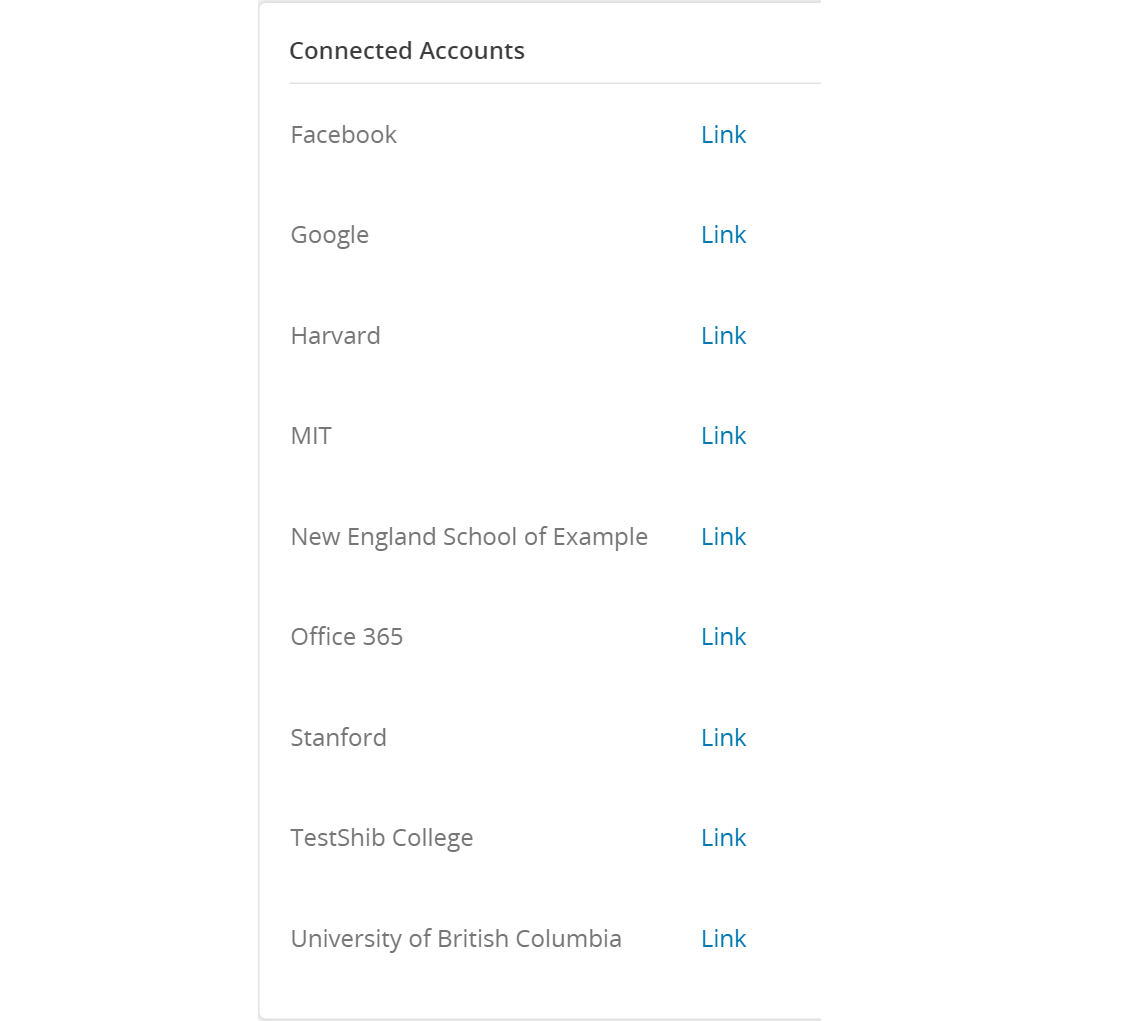 Connected Accounts
Facebook Link
Google Link
Harvard Link
MIT Link
New England School of Example Link
Office 365 Link
Stanford Link
TestShib College Link
University of British Columbia Link